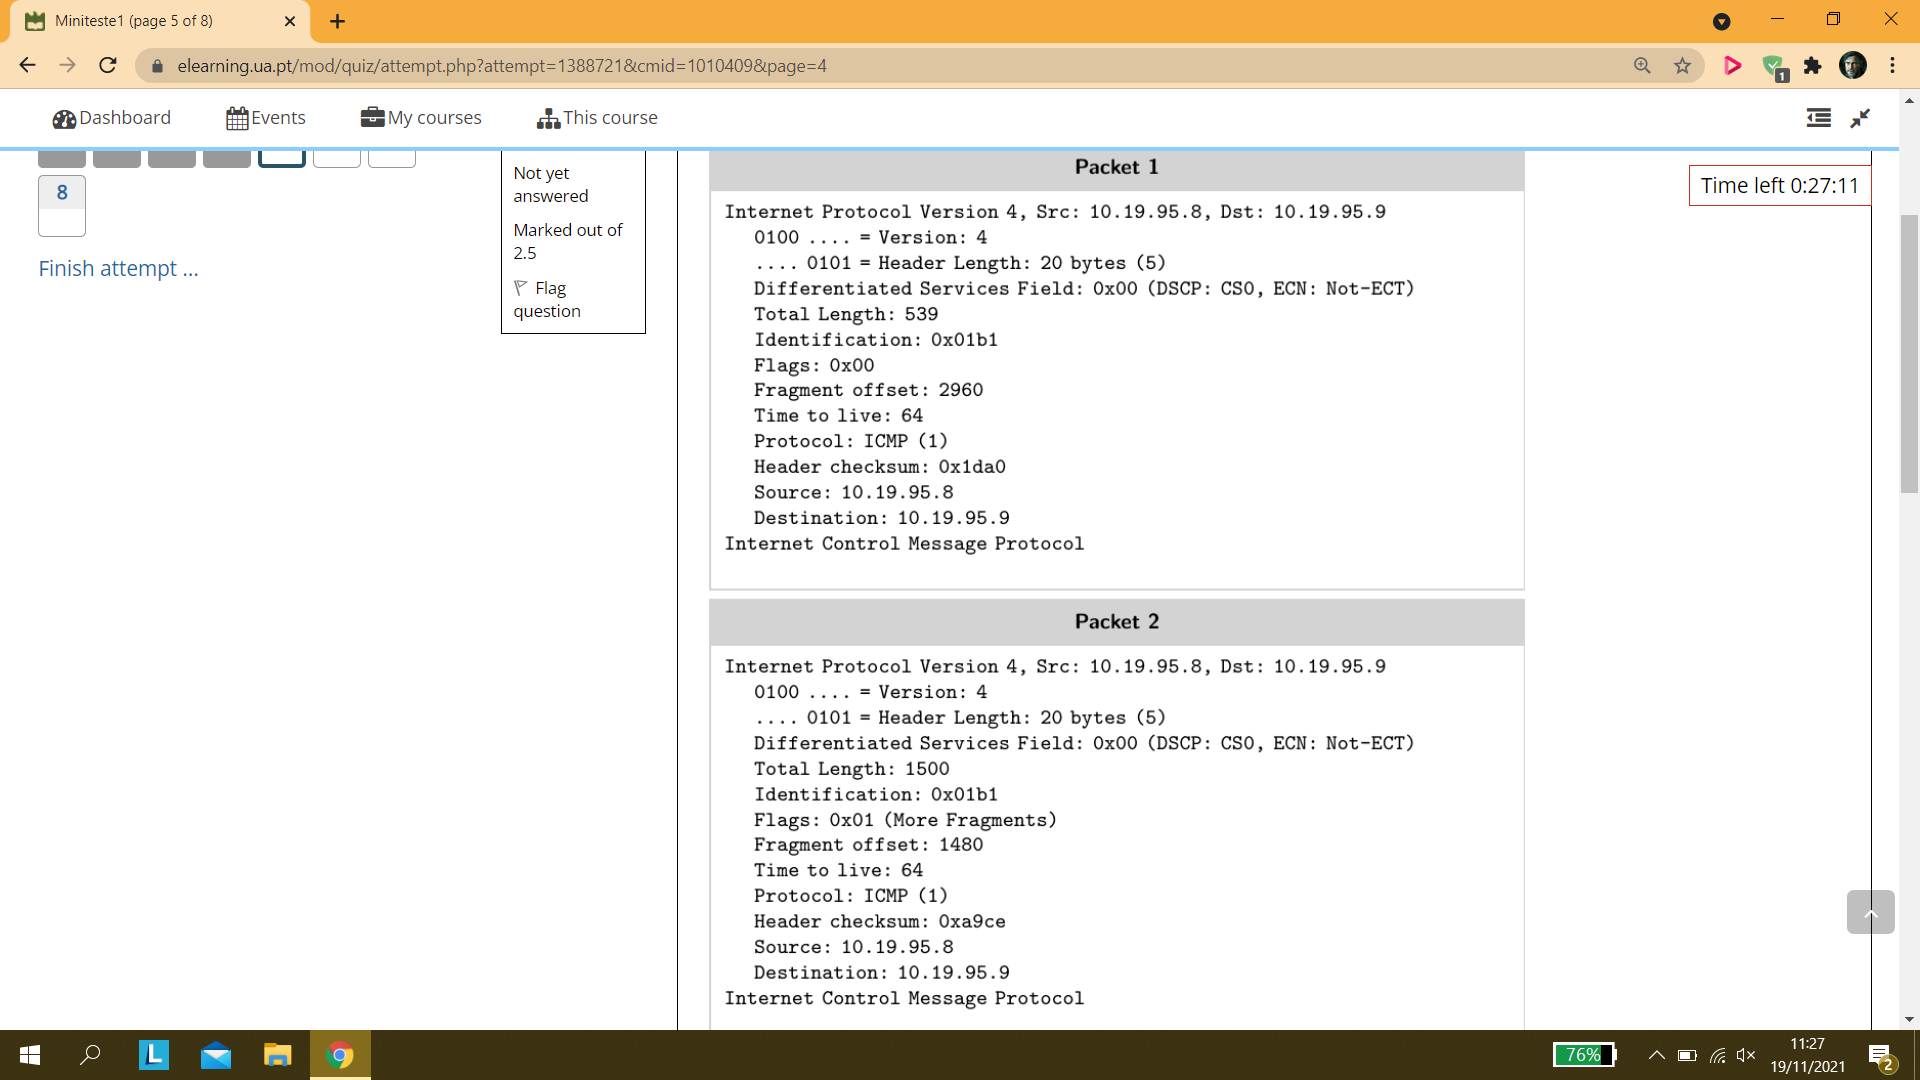 Miniteste1 (page 5 of 8)
elearning.ua.pt/mod/quiz/attempt.php?attempt=1388721&cmid=1010409&page=4
1
Dashboard
Events
My courses
This course
8
Finish attempt ...
Not yet
answered
Marked out of
2.5
Flag
question
Time left 0:27:11
Packet 1
Internet Protocol Version 4, Src: 10.19.95.8, Dst: 10.19.95.9
0100 .... = Version: 4
.... 0101 = Header Length: 20 bytes (5)
Differentiated Services Field: 0x00 (DSCP: CS0, ECN: Not-ECT)
Total Length: 539
Identification: 0x01b1
Flags: 0x00
Fragment offset: 2960
Time to live: 64
Protocol: ICMP (1)
Header checksum: 0x1da0
Source: 10.19.95.8
Destination: 10.19.95.9
Internet Control Message Protocol
Packet 2
Internet Protocol Version 4, Src: 10.19.95.8, Dst: 10.19.95.9
0100 .... = Version: 4
.... 0101 = Header Length: 20 bytes (5)
Differentiated Services Field: 0x00 (DSCP: CS0, ECN: Not-ECT)
Total Length: 1500
Identification: 0x01b1
Flags: 0x01 (More Fragments)
Fragment offset: 1480
Time to live: 64
Protocol: ICMP (1)
Header checksum: 0xa9ce
Source: 10.19.95.8
Destination: 10.19.95.9
Internet Control Message Protocol
L
76%
11:27
19/11/2021
2